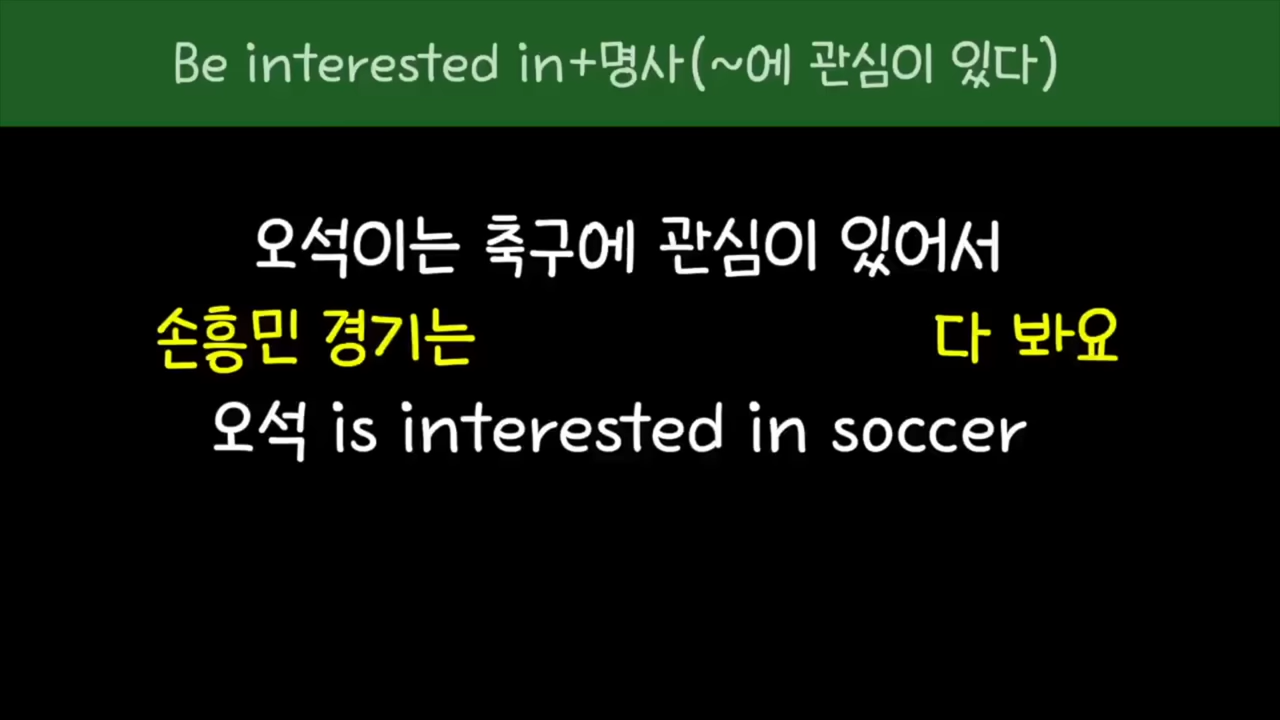 Be interested in+명사(~에 관심이 있다)
오석이는 축구에 관심이 있어서
손흥민 경기는 다 봐요
오석 is interested in soccer